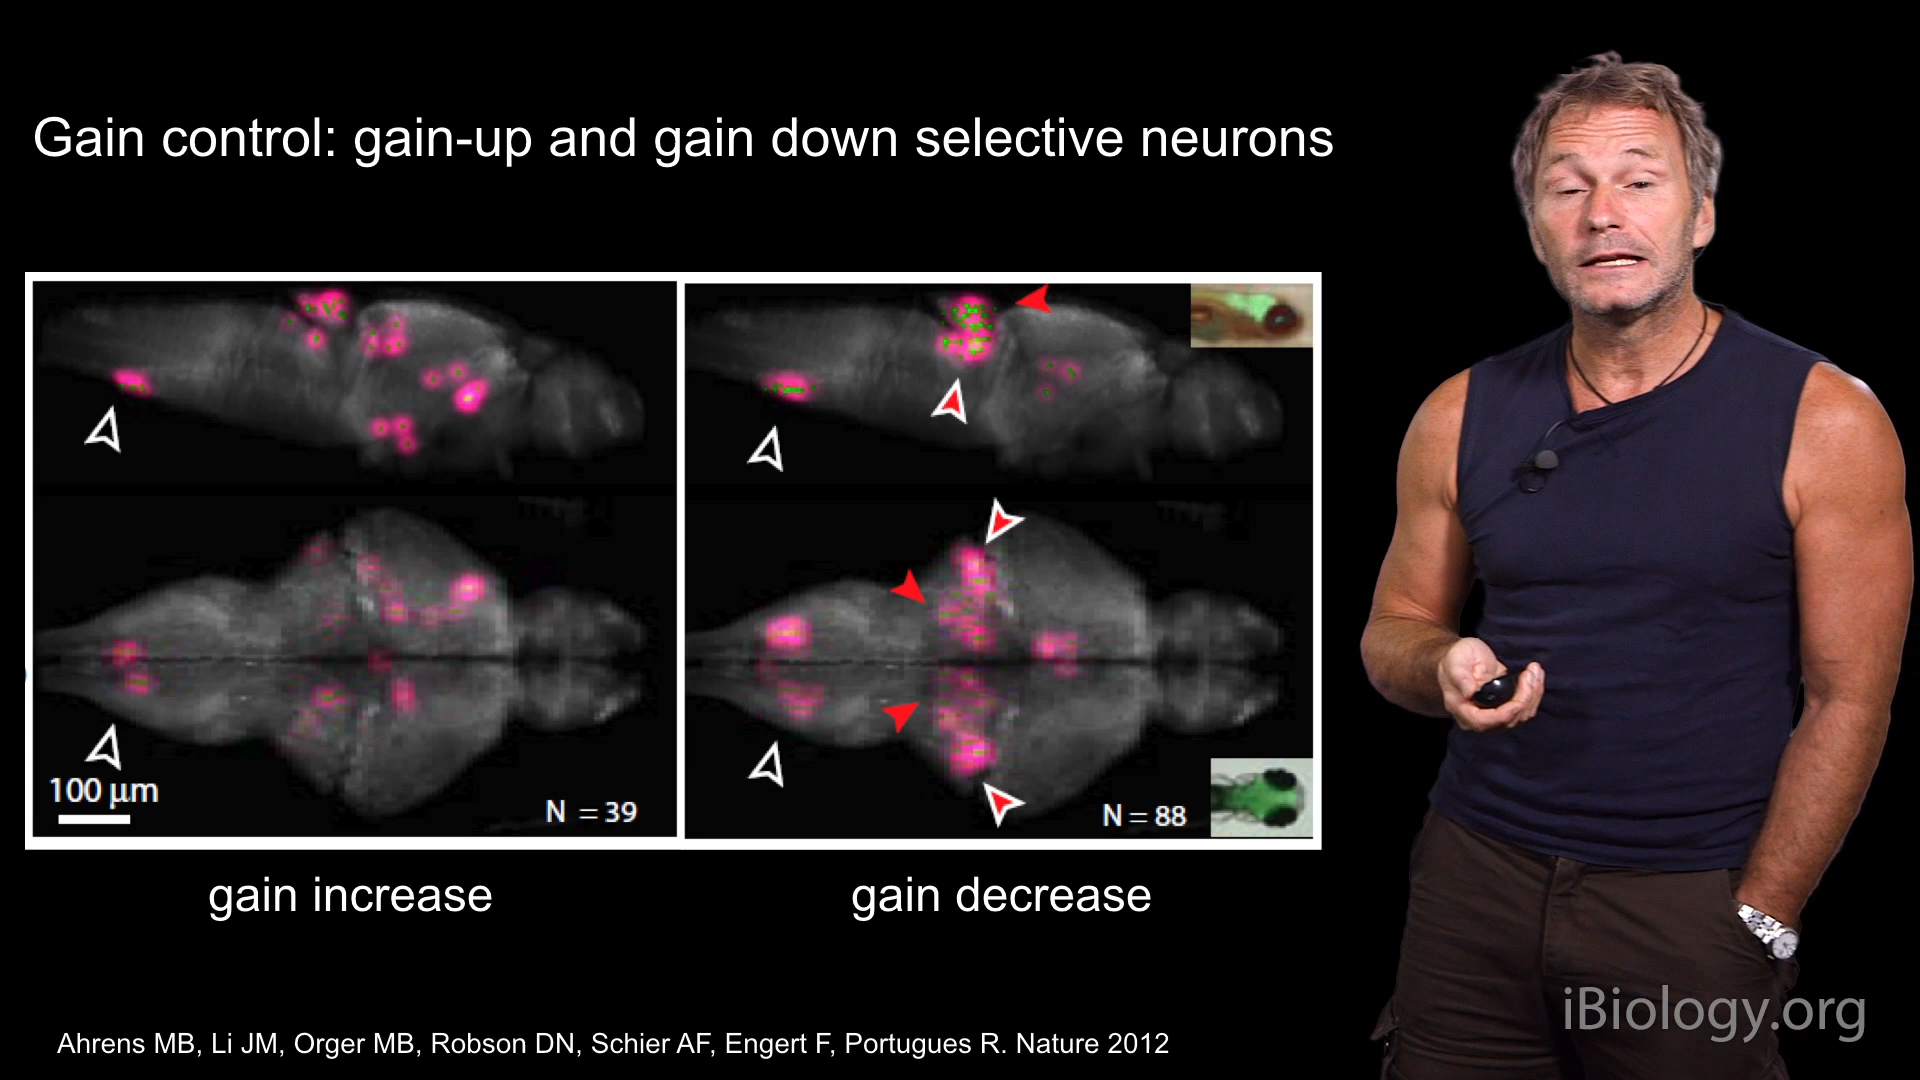 Gain control: gain-up and gain down selective neurons
100 µm
N = 39
N = 88
gain increase
gain decrease
Ahrens MB, Li JM, Orger MB, Robson DN, Schier AF, Engert F, Portugues R. Nature 2012
iBiology.org